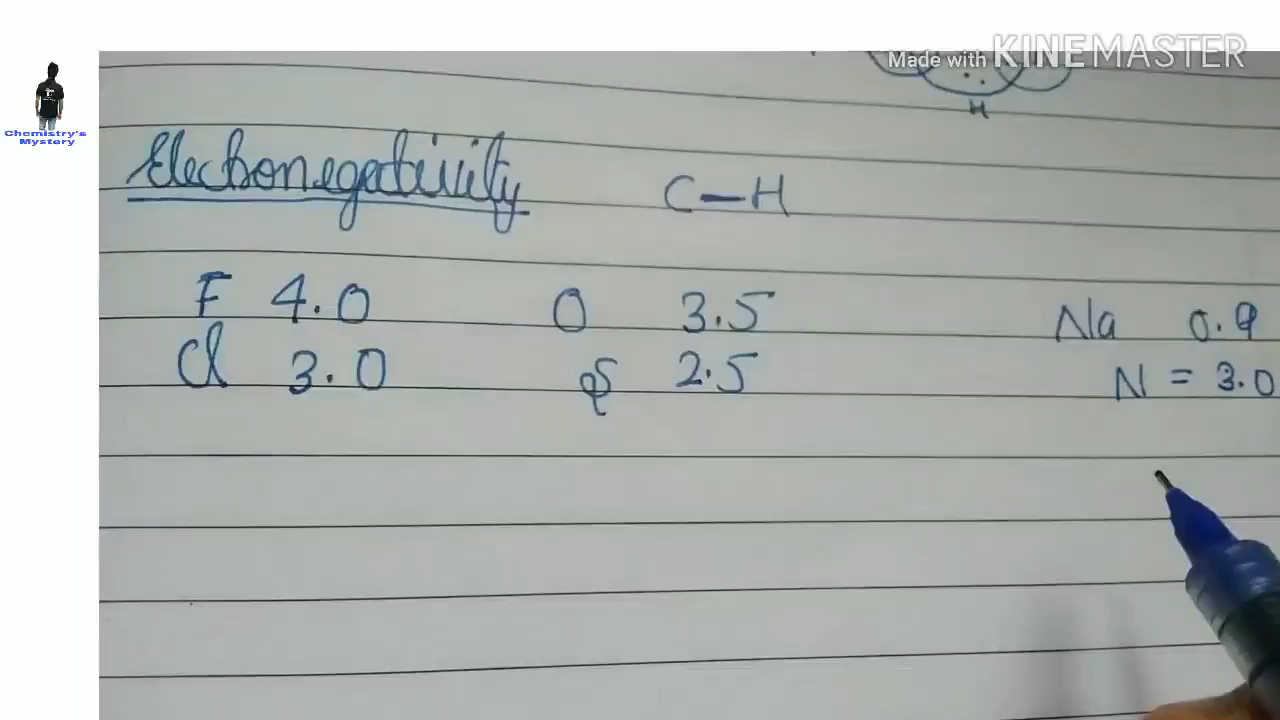 Made with KINEMASTER
H
Chemistry's
Mystery
Electronegativity C—H
F 4.0 O 3.5 Na 0.9
Cl 3.0 S 2.5 N = 3.0